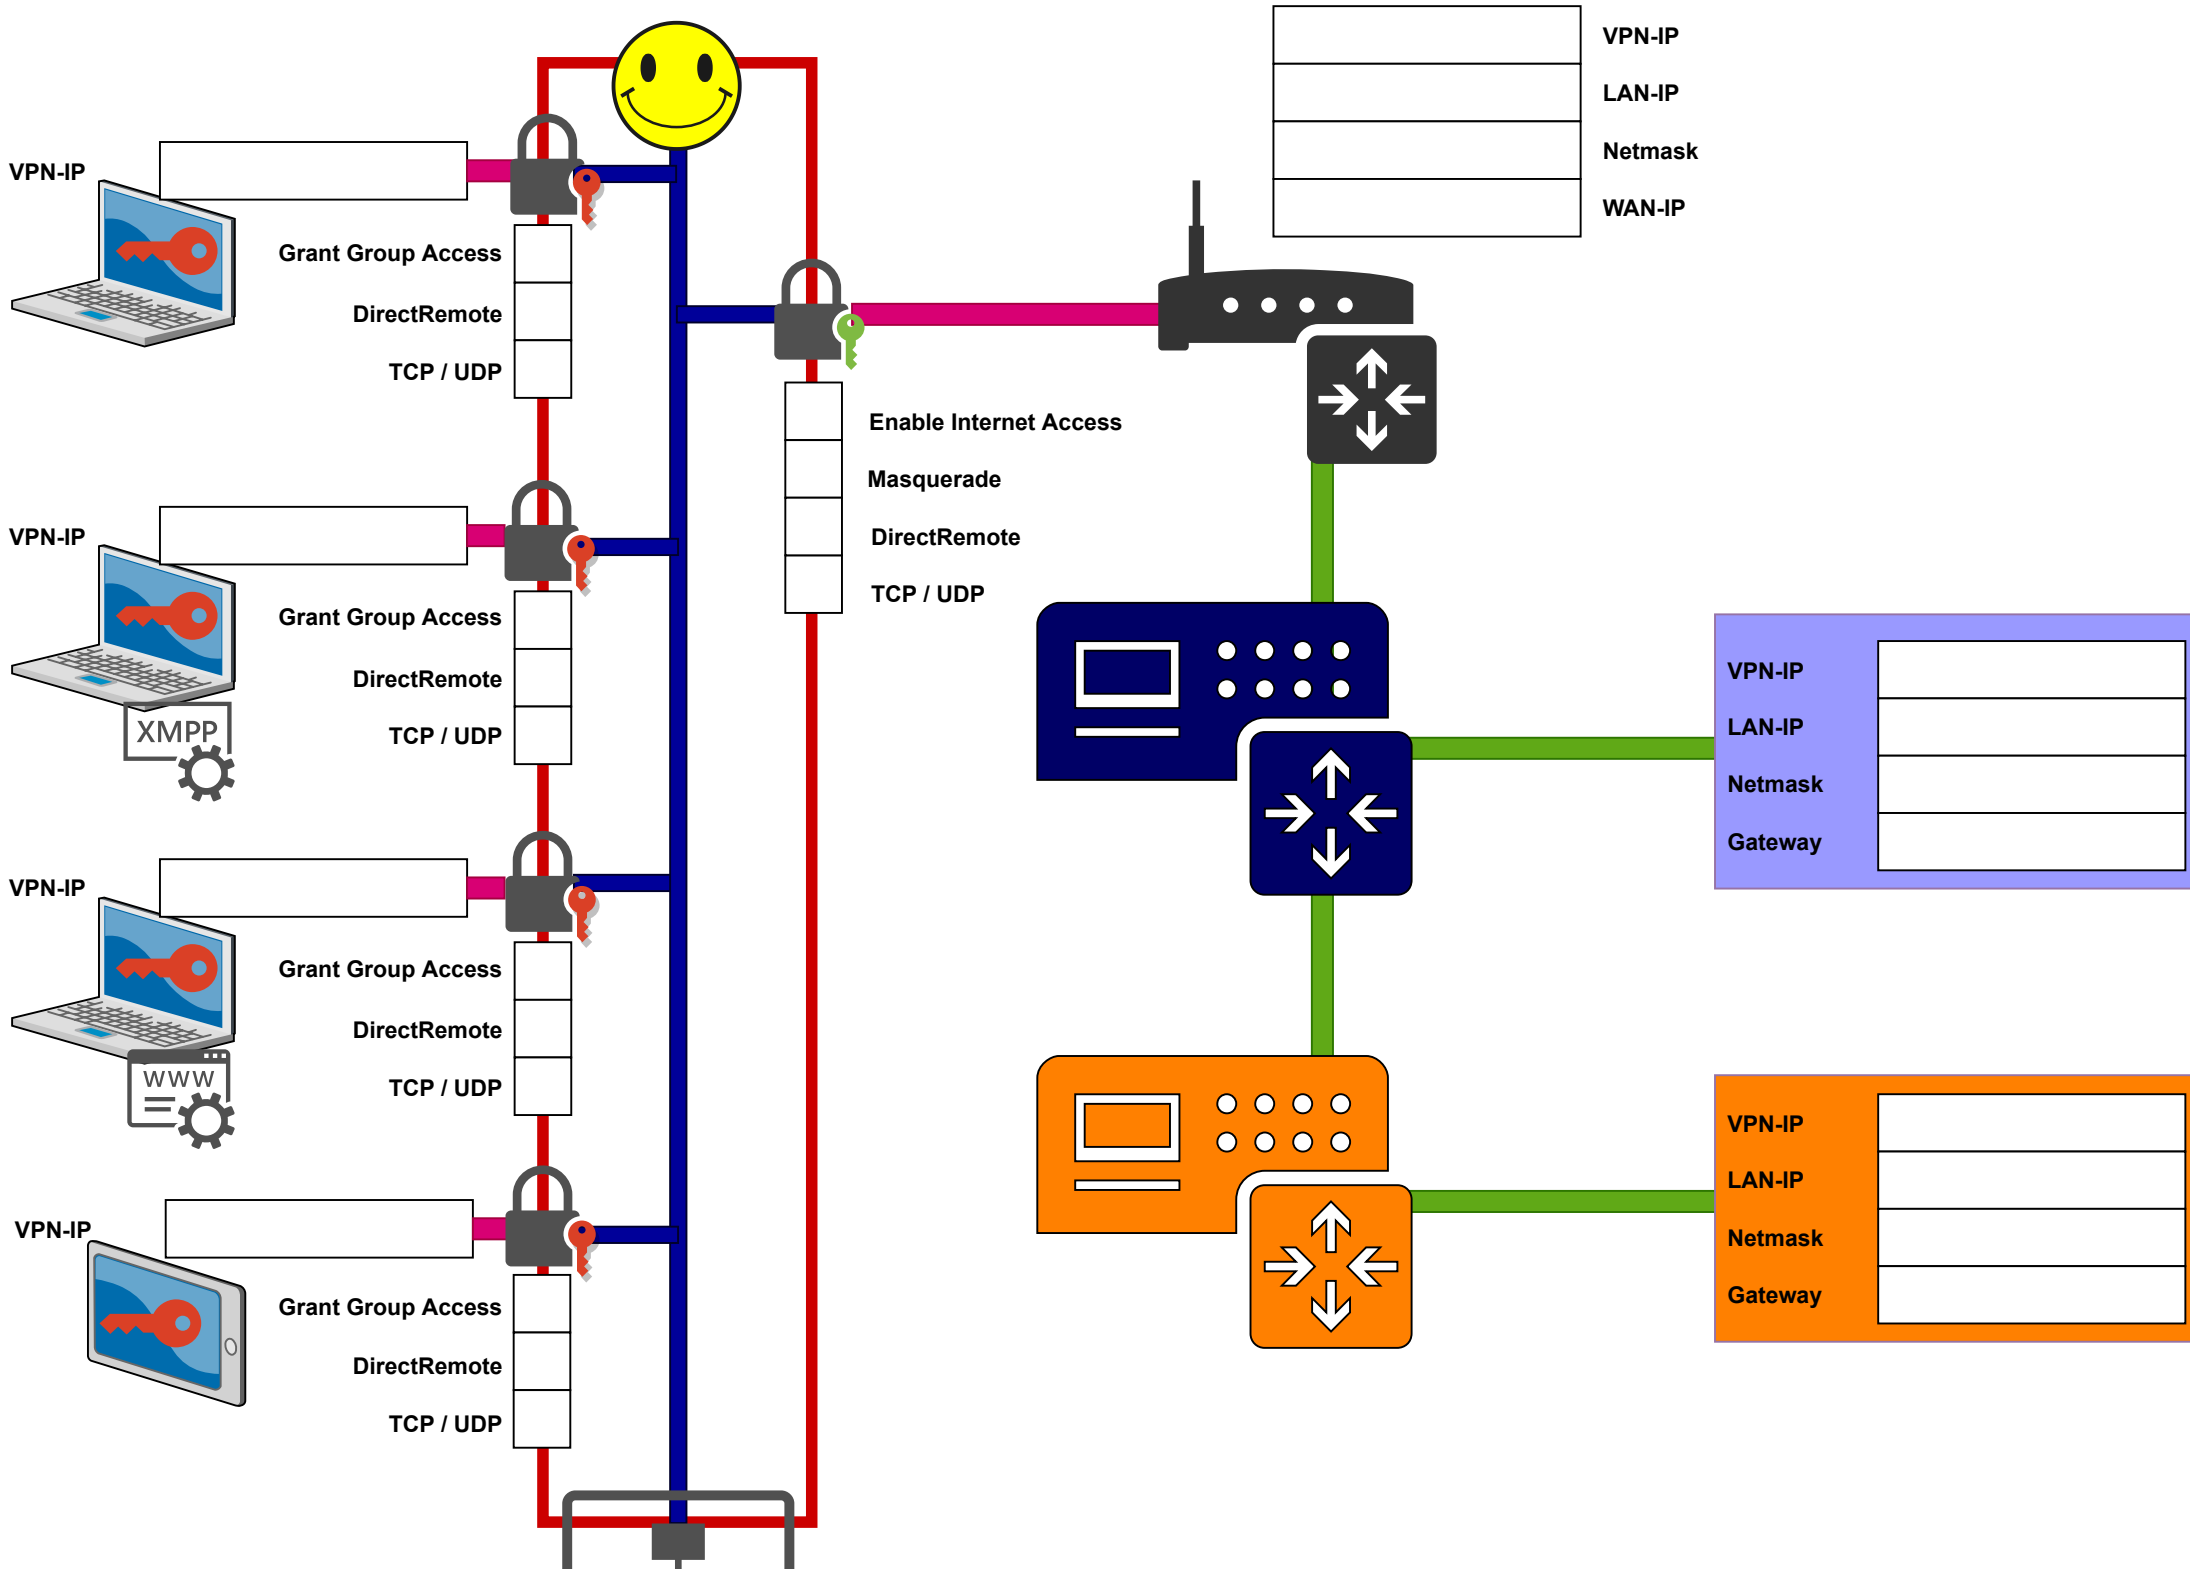 VPN-IP
LAN-IP
Netmask
WAN-IP
VPN-IP
Grant Group Access
DirectRemote
TCP / UDP
Enable Internet Access
Masquerade
DirectRemote
TCP / UDP
VPN-IP
Grant Group Access
DirectRemote
TCP / UDP
XMPP
VPN-IP
LAN-IP
Netmask
Gateway
VPN-IP
Grant Group Access
DirectRemote
TCP / UDP
WWW
VPN-IP
LAN-IP
Netmask
Gateway
VPN-IP
Grant Group Access
DirectRemote
TCP / UDP